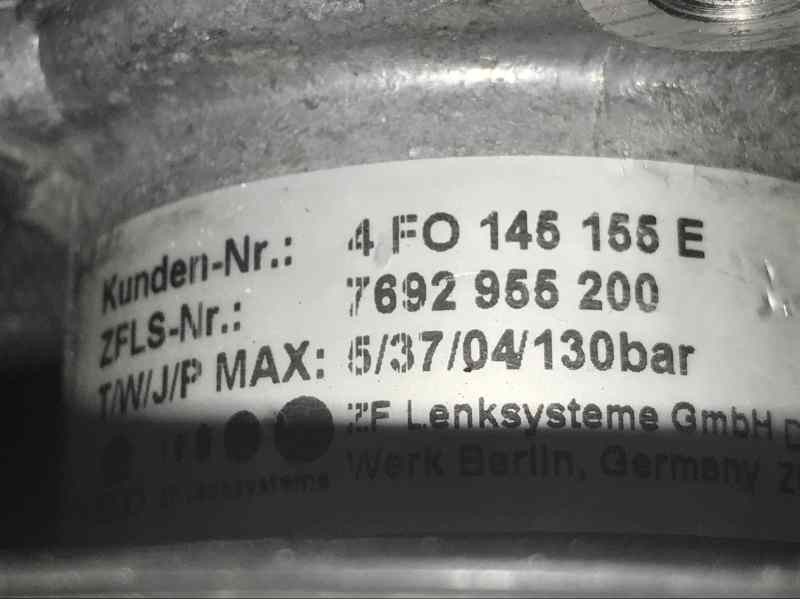 Kunden-Nr.: 4 FO 145 155 E
ZFLS-Nr.: 7692 955 200
T/W/J/P MAX: 5/37/04/130bar
ZF Lenksysteme GmbH D
Werk Berlin, Germany Z
Lenksysteme